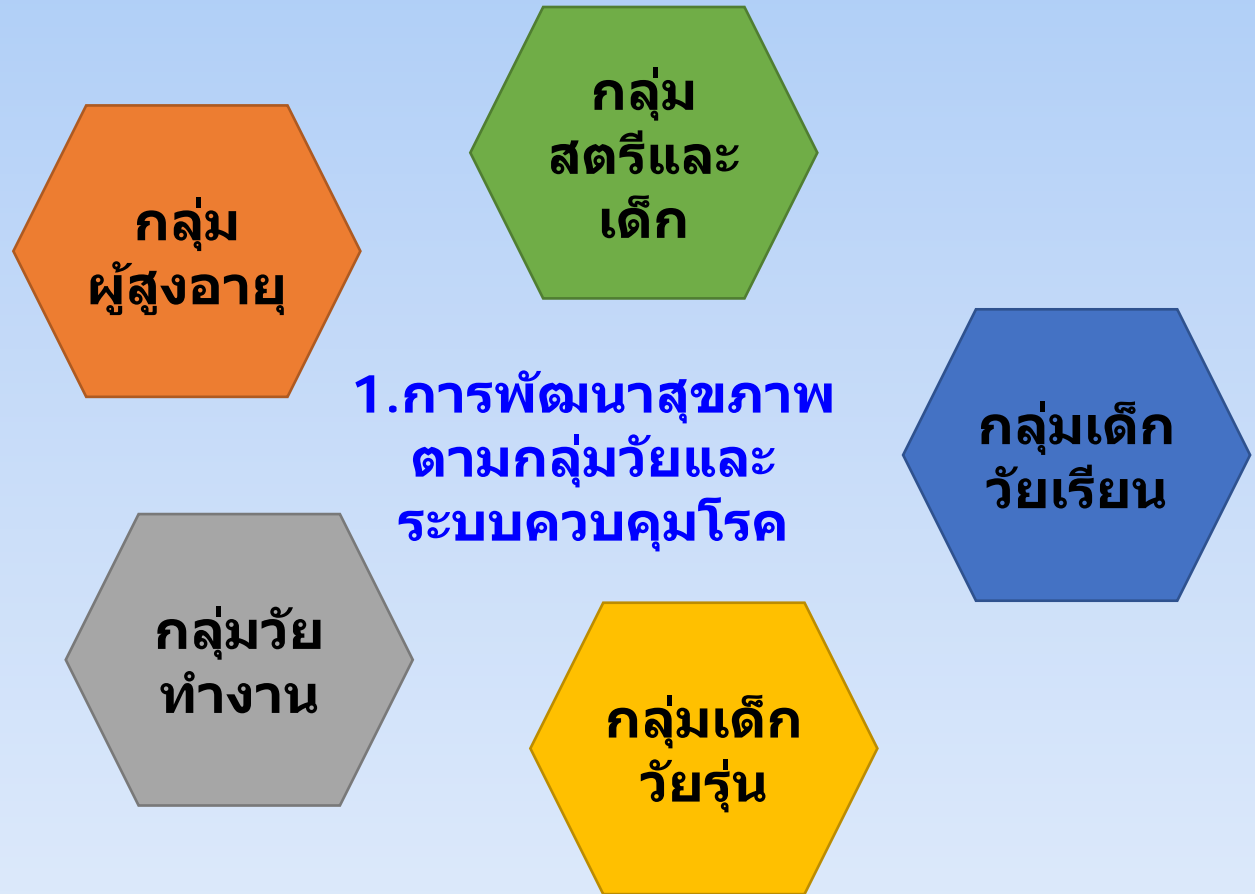 กลุ่ม
สตรีและ
เด็ก
กลุ่ม
ผู้สูงอายุ
1.การพัฒนาสุขภาพ
ตามกลุ่มวัยและ
ระบบควบคุมโรค
กลุ่มเด็ก
วัยเรียน
กลุ่มวัย
ทำงาน
กลุ่มเด็ก
วัยรุ่น